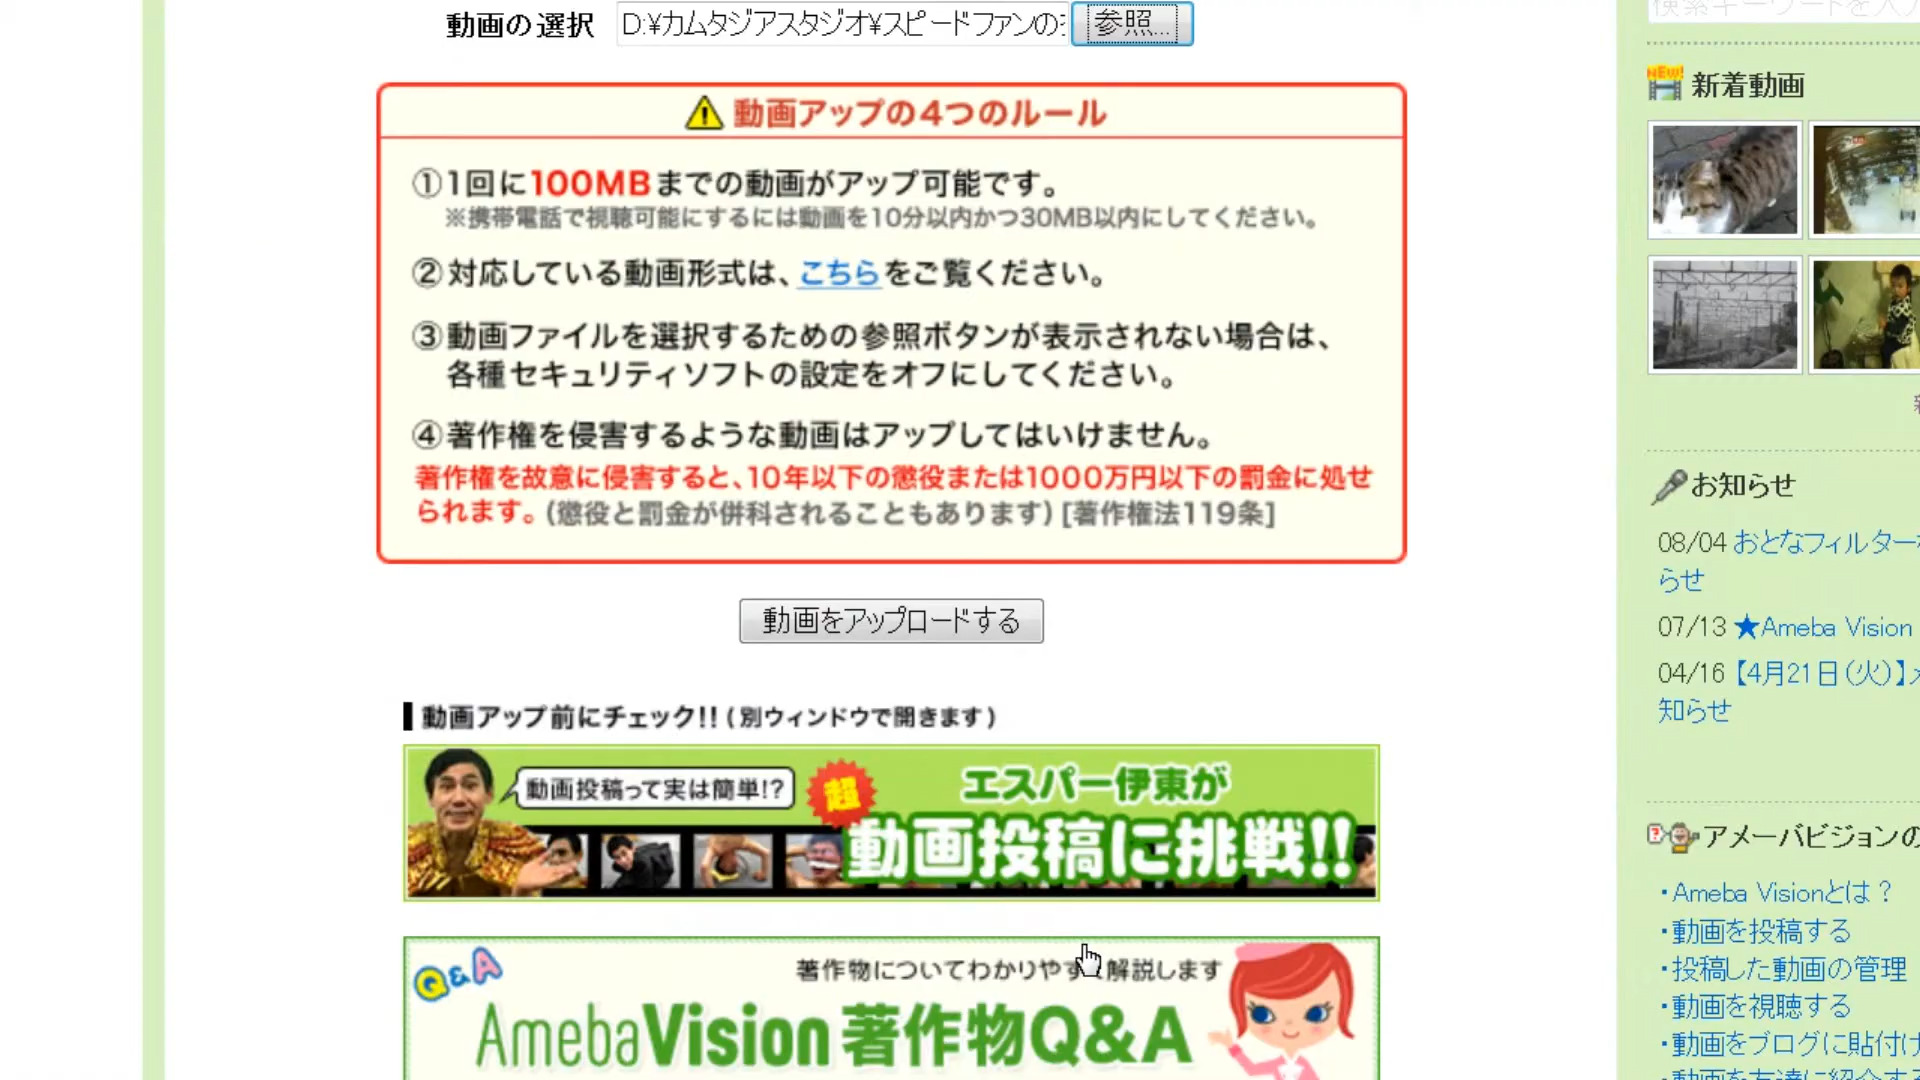 動画の選択 D:¥カムタジアスタジオ¥スピードファンの 参照...
動画アップの4つのルール
①1回に100MBまでの動画がアップ可能です。
※携帯電話で視聴可能にするには動画を10分以内かつ30MB以内にしてください。
②対応している動画形式は、こちらをご覧ください。
③動画ファイルを選択するための参照ボタンが表示されない場合は、
各種セキュリティソフトの設定をオフにしてください。
④著作権を侵害するような動画はアップしてはいけません。
著作権を故意に侵害すると、10年以下の懲役または1000万円以下の罰金に処せ
られます。(懲役と罰金が併科されることもあります) [著作権法119条]
動画をアップロードする
動画アップ前にチェック!! (別ウィンドウで開きます)
動画投稿って実は簡単!?
超
エスパー伊東が
動画投稿に挑戦!!
Q&A
著作物についてわかりやす 解説します
AmebaVision 著作物Q&A
検索キーワードを入
NEW!
新着動画
お知らせ
08/04 おとなフィルター
らせ
07/13 ★Ameba Vision
04/16 【4月21日(火)】
知らせ
アメーバビジョンの
・Ameba Visionとは？
・動画を投稿する
・投稿した動画の管理
・動画を視聴する
・動画をブログに貼付け